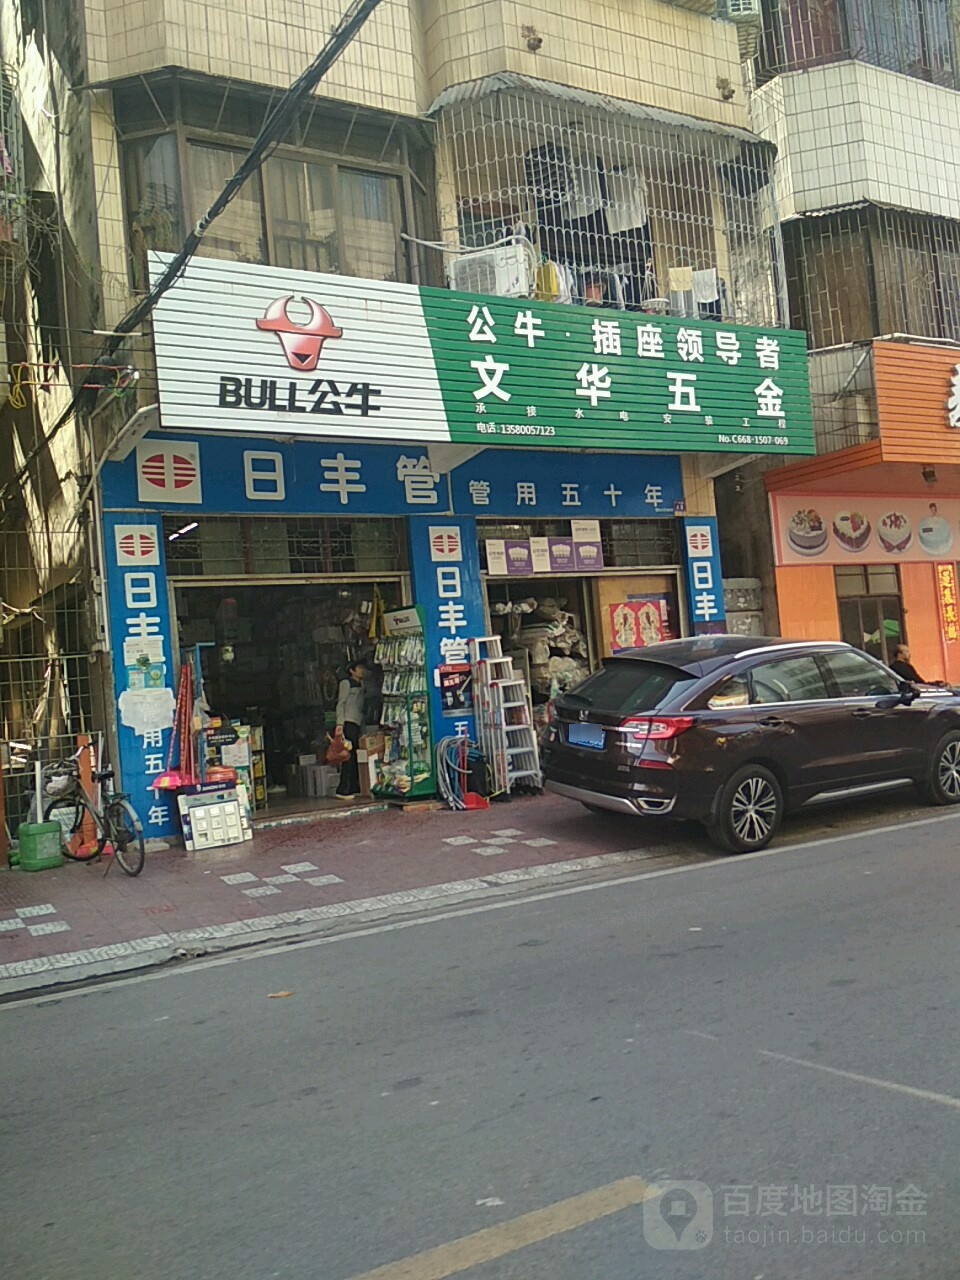 公牛·插座领导者
BULL公牛
文华五金
承接水电安装工程
电话:13580057123
No.C668-1507-069
日丰管
管用五十年
日丰
日丰管
日丰
用五
年
五
百度地图淘金
taojin.baidu.com